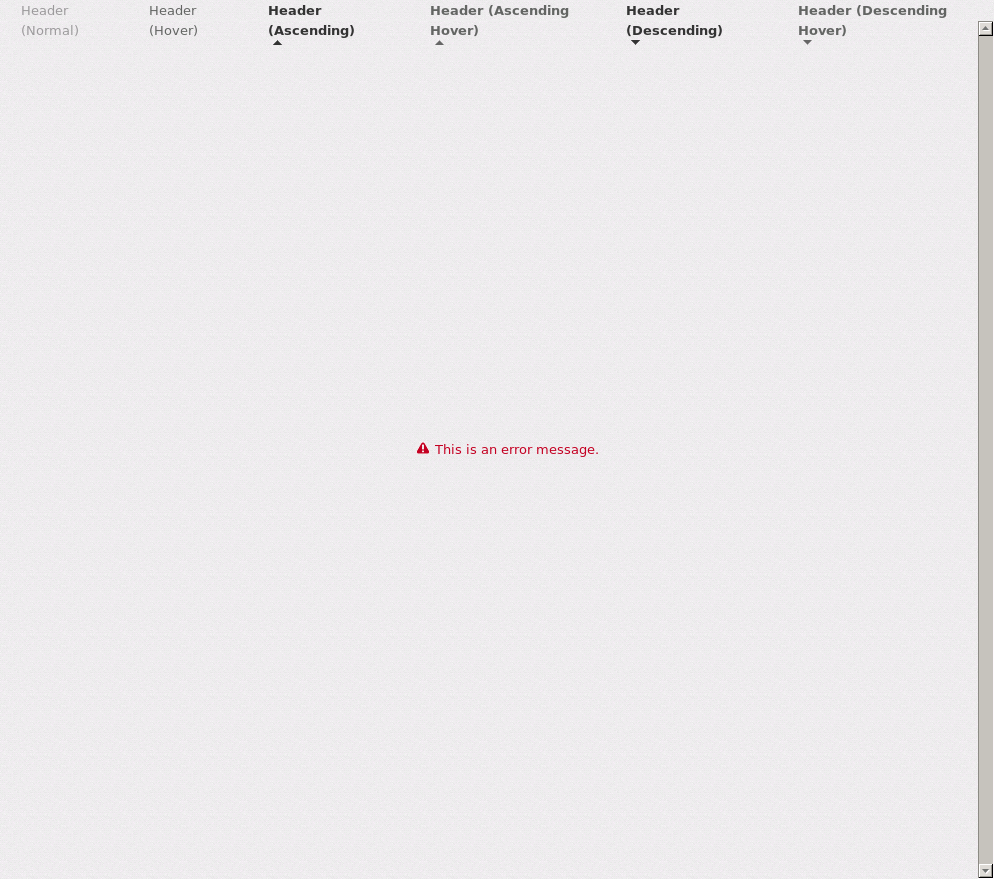 Header
(Normal)
Header
(Hover)
Header
(Ascending)
Header (Ascending
Hover)
Header
(Descending)
Header (Descending
Hover)
This is an error message.